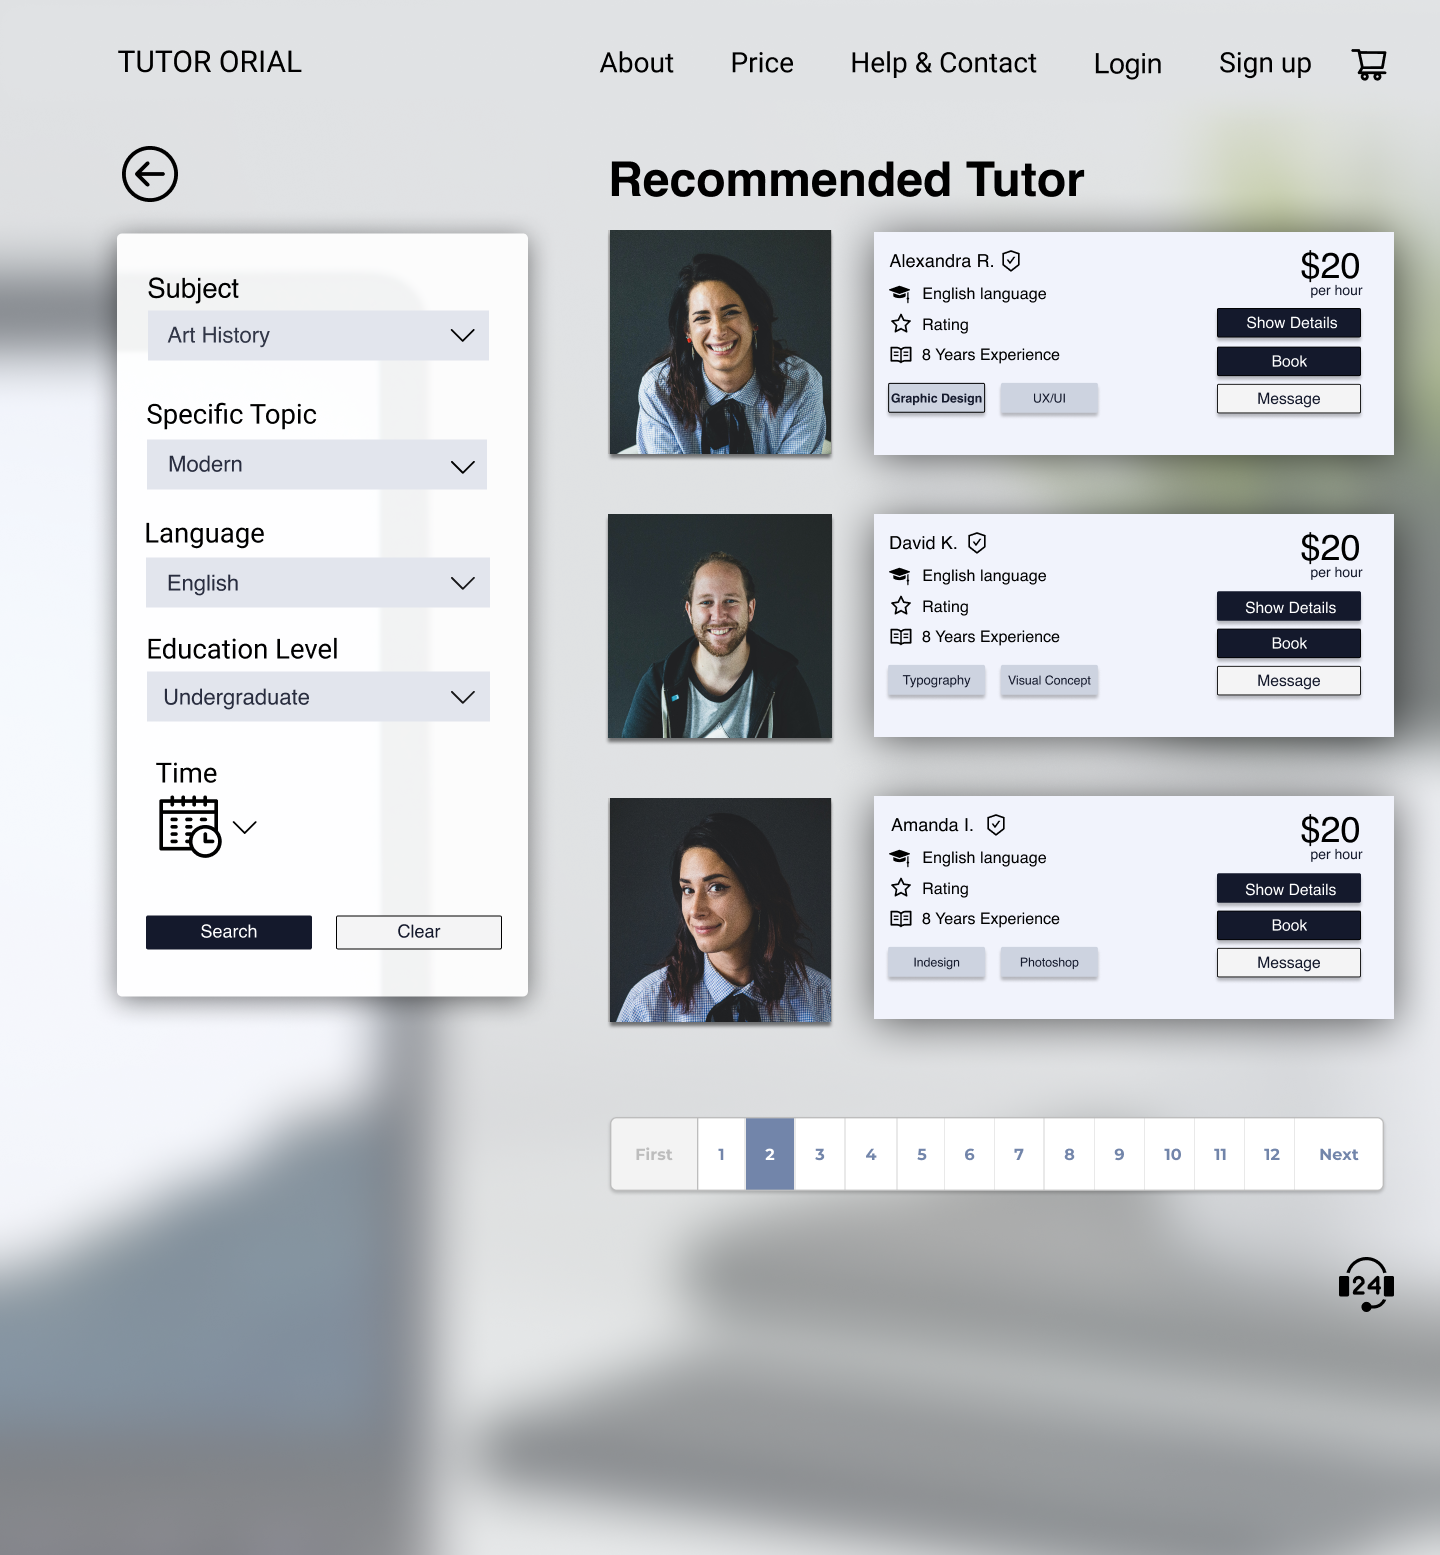 TUTOR ORIAL
About
Price
Help & Contact
Login
Sign up
Recommended Tutor
Subject
Art History
Specific Topic
Modern
Language
English
Education Level
Undergraduate
Time
Search
Clear
Alexandra R.
English language
Rating
8 Years Experience
Graphic Design
UX/UI
$20
per hour
Show Details
Book
Message
David K.
English language
Rating
8 Years Experience
Typography
Visual Concept
$20
per hour
Show Details
Book
Message
Amanda I.
English language
Rating
8 Years Experience
Indesign
Photoshop
$20
per hour
Show Details
Book
Message
First 1 2 3 4 5 6 7 8 9 10 11 12 Next
24